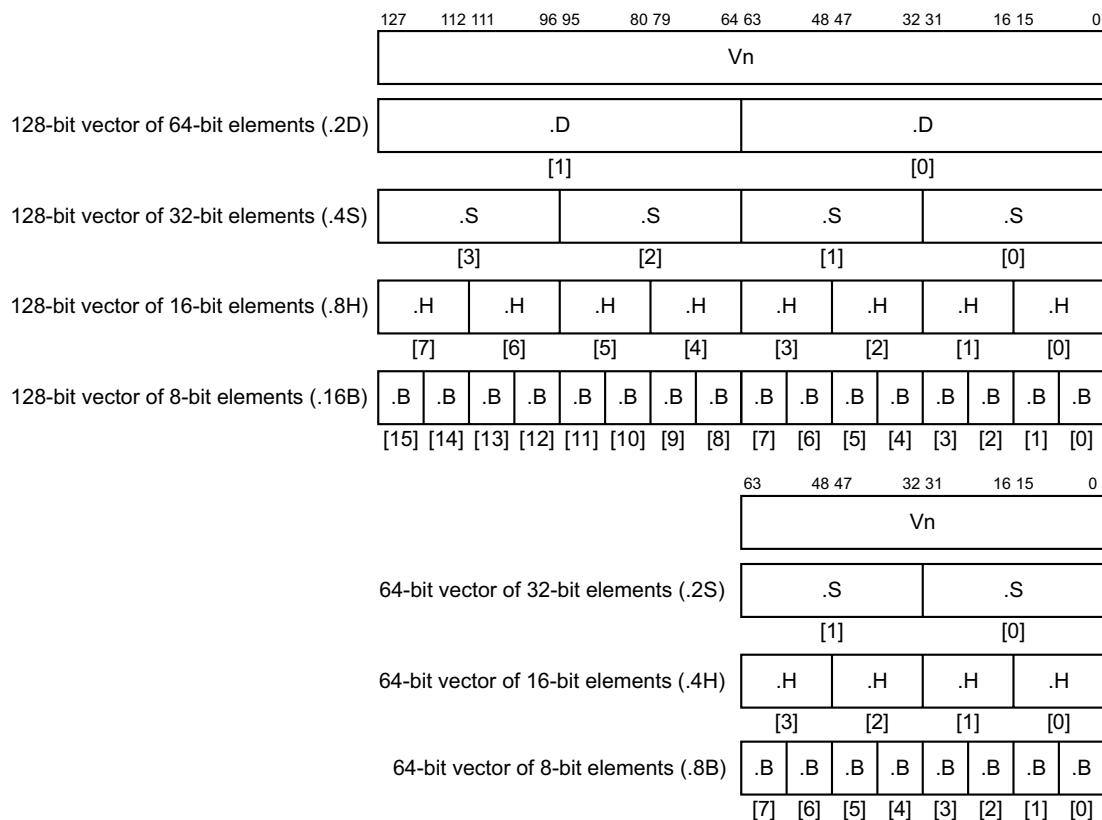 127 112 111 96 95 80 79 64 63 48 47 32 31 16 15 0
Vn
128-bit vector of 64-bit elements (.2D) .D .D
[1] [0]
128-bit vector of 32-bit elements (.4S) .S .S .S .S
[3] [2] [1] [0]
128-bit vector of 16-bit elements (.8H) .H .H .H .H .H .H .H .H
[7] [6] [5] [4] [3] [2] [1] [0]
128-bit vector of 8-bit elements (.16B) .B .B .B .B .B .B .B .B .B .B .B .B .B .B .B .B
[15] [14] [13] [12] [11] [10] [9] [8] [7] [6] [5] [4] [3] [2] [1] [0]
63 48 47 32 31 16 15 0
Vn
64-bit vector of 32-bit elements (.2S) .S .S
[1] [0]
64-bit vector of 16-bit elements (.4H) .H .H .H .H
[3] [2] [1] [0]
64-bit vector of 8-bit elements (.8B) .B .B .B .B .B .B .B .B
[7] [6] [5] [4] [3] [2] [1] [0]